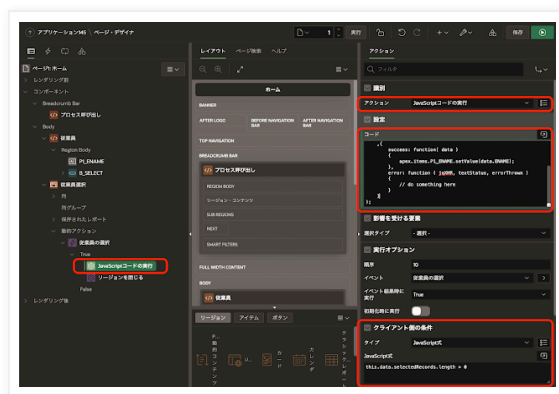 アプリケーション145 \ ページ・デザイナ
1
実行
保存
ページ1: ホーム
レンダリング前
コンポーネント
Breadcrumb Bar
プロセス呼び出し
Body
従業員
Region Body
P1_ENAME
B_SELECT
従業員選択
列
列グループ
保存されたレポート
動的アクション
従業員の選択
True
JavaScriptコードの実行
リージョンを閉じる
False
レンダリング後
レイアウト ページ検索 ヘルプ
ホーム
BANNER
AFTER LOGO
BEFORE NAVIGATION BAR
AFTER NAVIGATION BAR
TOP NAVIGATION
BREADCRUMB BAR
プロセス呼び出し
REGION BODY
リージョン・コンテンツ
SUB REGIONS
NEXT
SMART FILTERS
FULL WIDTH CONTENT
BODY
従業員
リージョン アイテム ボタン
アクション
フィルタ
識別
アクション JavaScriptコードの実行
設定
コード
,{
success: function( data )
{
apex.items.P1_ENAME.setValue(data.ENAME);
},
error: function ( jqXHR, textStatus, errorThrown )
{
// do something here
}
}
);
影響を受ける要素
選択タイプ - 選択 -
実行オプション
順序 10
イベント 従業員の選択
イベント結果時に実行 True
初期化時に実行
クライアント側の条件
タイプ JavaScript式
JavaScript式
this.data.selectedRecords.length > 0